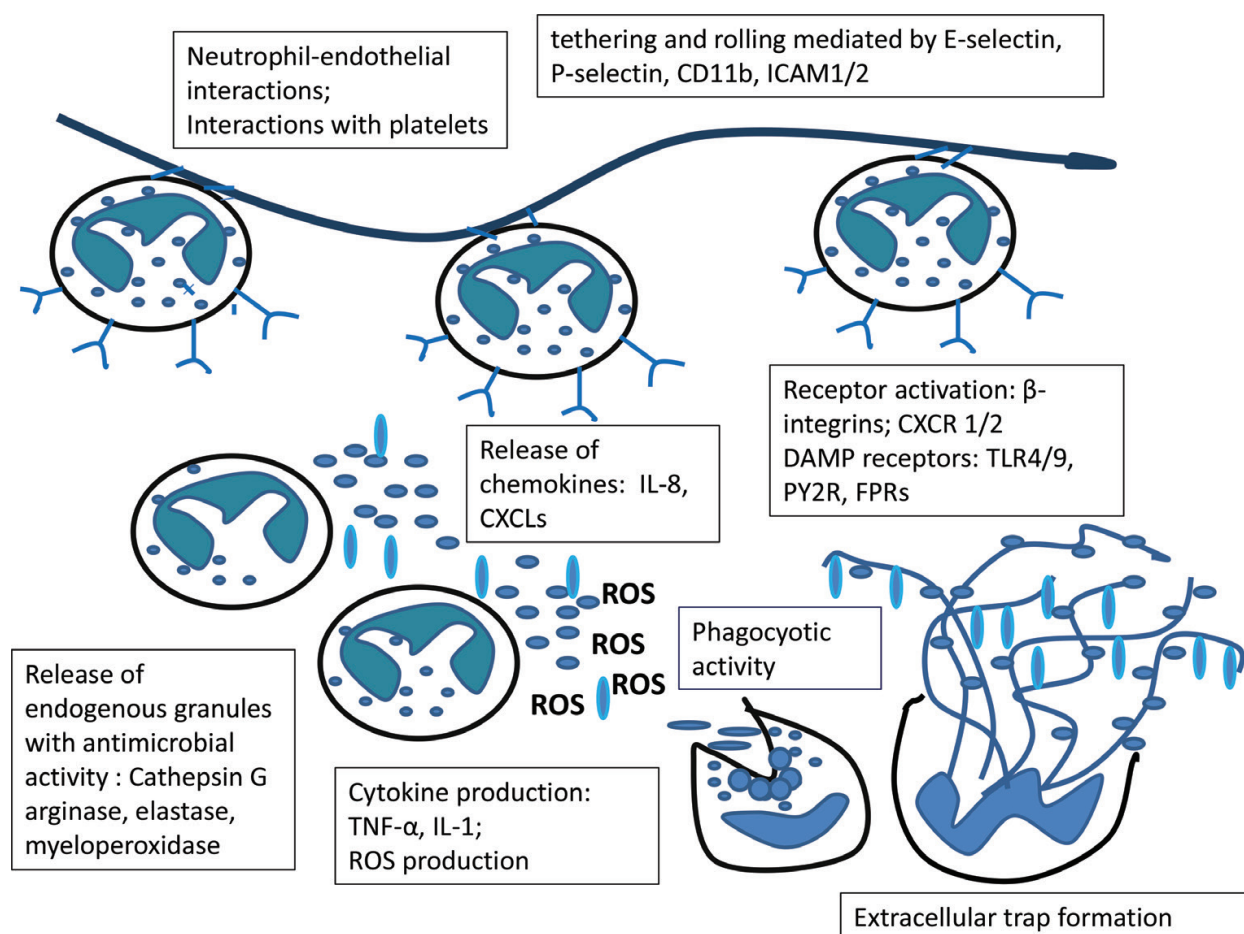 Neutrophil-endothelial
interactions;
Interactions with platelets
tethering and rolling mediated by E-selectin,
P-selectin, CD11b, ICAM1/2
Receptor activation: β-
integrins; CXCR 1/2
DAMP receptors: TLR4/9,
PY2R, FPRs
Release of
chemokines: IL-8,
CXCLs
ROS
ROS
ROS
ROS
Phagocyotic
activity
Release of
endogenous granules
with antimicrobial
activity : Cathepsin G
arginase, elastase,
myeloperoxidase
Cytokine production:
TNF-α, IL-1;
ROS production
Extracellular trap formation